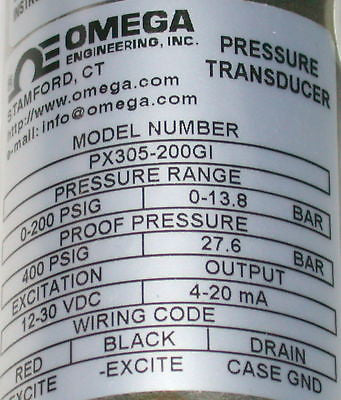 OMEGA
ENGINEERING, INC.
STAMFORD, CT
http://www.omega.com
e-mail: info@omega.com
PRESSURE
TRANSDUCER
MODEL NUMBER
PX305-200GI
PRESSURE RANGE
0-200 PSIG 0-13.8 BAR
PROOF PRESSURE
400 PSIG 27.6 BAR
EXCITATION OUTPUT
12-30 VDC 4-20 mA
WIRING CODE
RED BLACK DRAIN
-EXCITE CASE GND